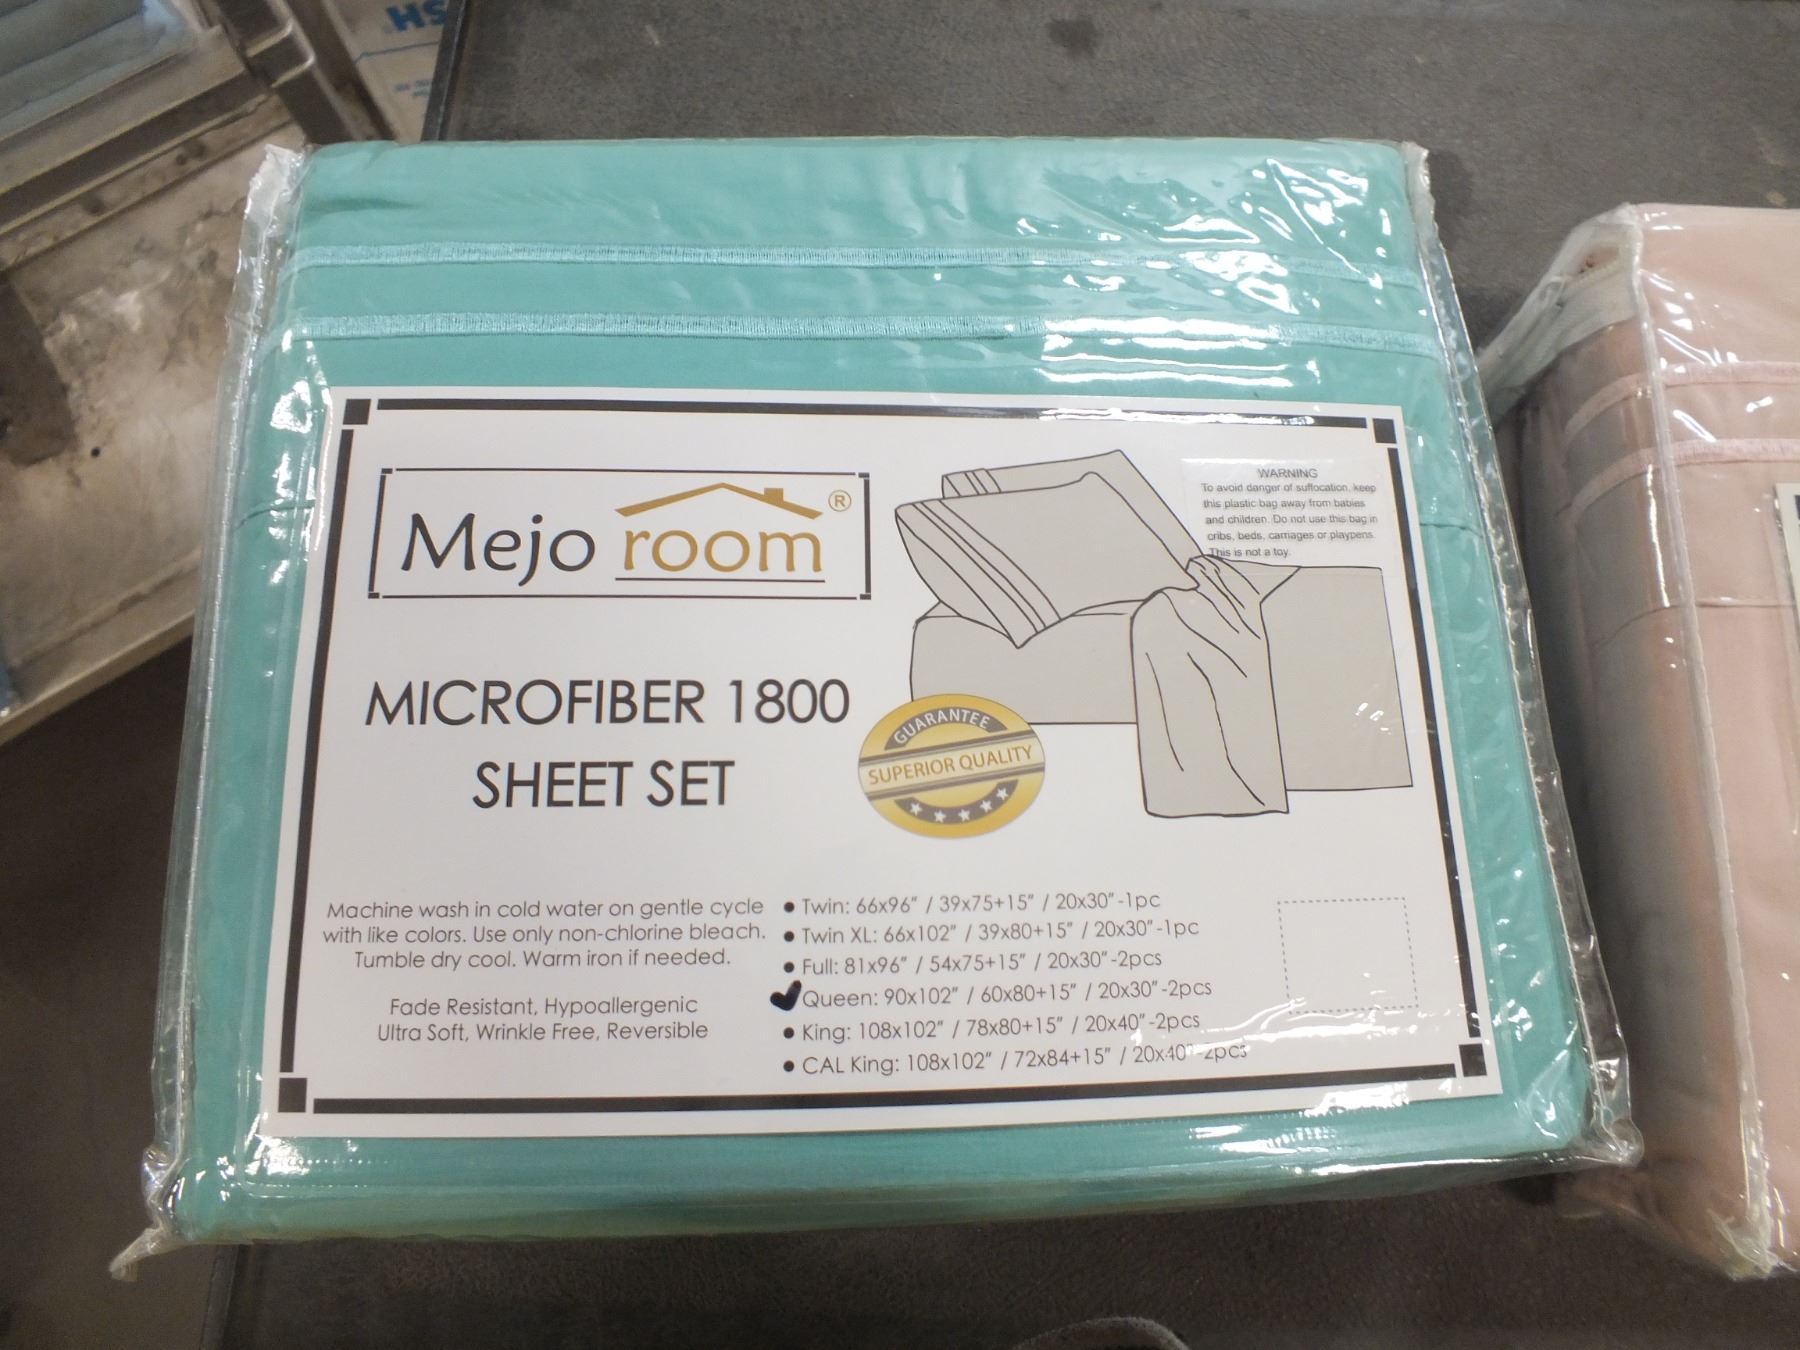 SH
Mejo room®
WARNING
To avoid danger of suffocation, keep
this plastic bag away from babies
and children. Do not use this bag in
cribs, beds, carriages or playpens.
This is not a toy.
MICROFIBER 1800
SHEET SET
GUARANTEE
SUPERIOR QUALITY
Machine wash in cold water on gentle cycle
with like colors. Use only non-chlorine bleach.
Tumble dry cool. Warm iron if needed.
Fade Resistant, Hypoallergenic
Ultra Soft, Wrinkle Free, Reversible
• Twin: 66x96" / 39x75+15" / 20x30"-1pc
• Twin XL: 66x102" / 39x80+15" / 20x30"-1pc
• Full: 81x96" / 54x75+15" / 20x30"-2pcs
✔ Queen: 90x102" / 60x80+15" / 20x30"-2pcs
• King: 108x102" / 78x80+15" / 20x40"-2pcs
• CAL King: 108x102" / 72x84+15" / 20x40"-2pcs